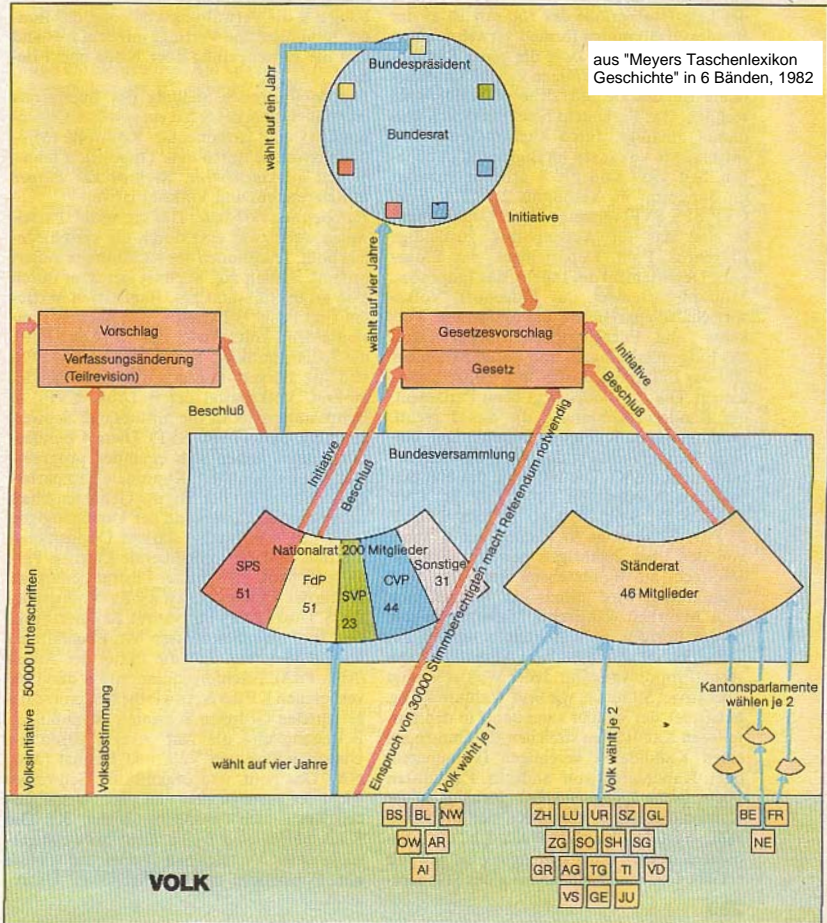 aus "Meyers Taschenlexikon
Geschichte" in 6 Bänden, 1982
Bundespräsident
Bundesrat
wählt auf ein Jahr
wählt auf vier Jahre
Initiative
Vorschlag
Verfassungsänderung
(Teilrevision)
Gesetzesvorschlag
Gesetz
Beschluß
Initiative
Beschluß
Initiative
Beschluß
Bundesversammlung
Nationalrat 200 Mitglieder
SPS
51
FdP
51
SVP
23
CVP
44
Sonstige
31
Ständerat
46 Mitglieder
Volksinitiative 50000 Unterschriften
Volksabstimmung
wählt auf vier Jahre
Einspruch von 30000 Stimmberechtigten macht Referendum notwendig
Volk wählt je 1
Volk wählt je 2
Kantonsparlamente
wählen je 2
BS BL NW
OW AR
AI
ZH LU UR SZ GL
ZG SO SH SG
GR AG TG TI VD
VS GE JU
BE FR
NE
VOLK